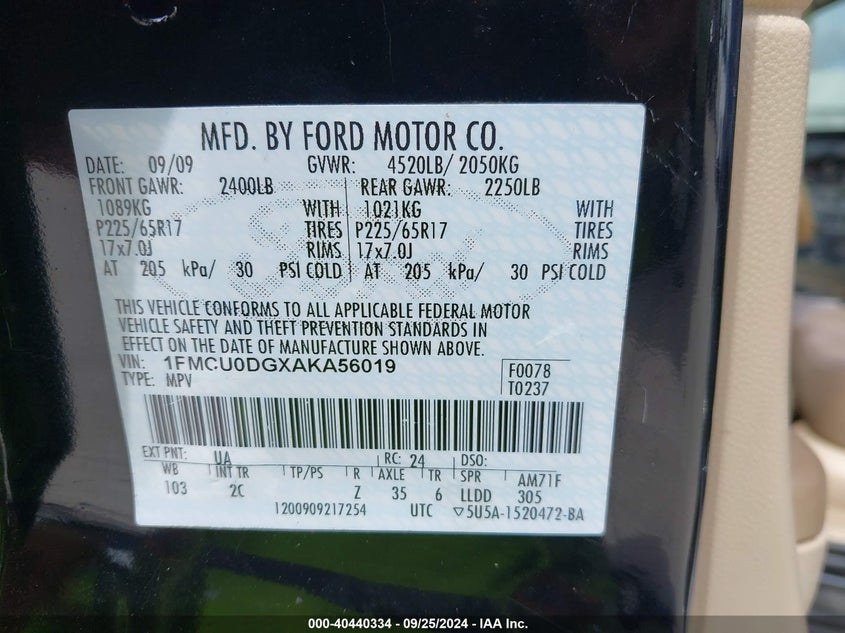 MFD. BY FORD MOTOR CO.
DATE: 09/09 GVWR: 4520LB/ 2050KG
FRONT GAWR: 2400LB REAR GAWR: 2250LB
1089KG WITH 1021KG WITH
P225/65R17 TIRES P225/65R17 TIRES
17x7.0J RIMS 17x7.0J RIMS
AT 205 kPa/ 30 PSI COLD AT 205 kPa/ 30 PSI COLD
THIS VEHICLE CONFORMS TO ALL APPLICABLE FEDERAL MOTOR
VEHICLE SAFETY AND THEFT PREVENTION STANDARDS IN
EFFECT ON THE DATE OF MANUFACTURE SHOWN ABOVE.
VIN: 1FMCU0DGXAKA56019 F0078
TYPE: MPV T0237
EXT PNT: UA RC: 24 DSO:
WB INT TR TP/PS R AXLE TR SPR AM71F
103 2C Z 35 6 LLDD 305
1200909217254 UTC ▽5U5A-1520472-BA
000-40440334 - 09/25/2024 - IAA Inc.